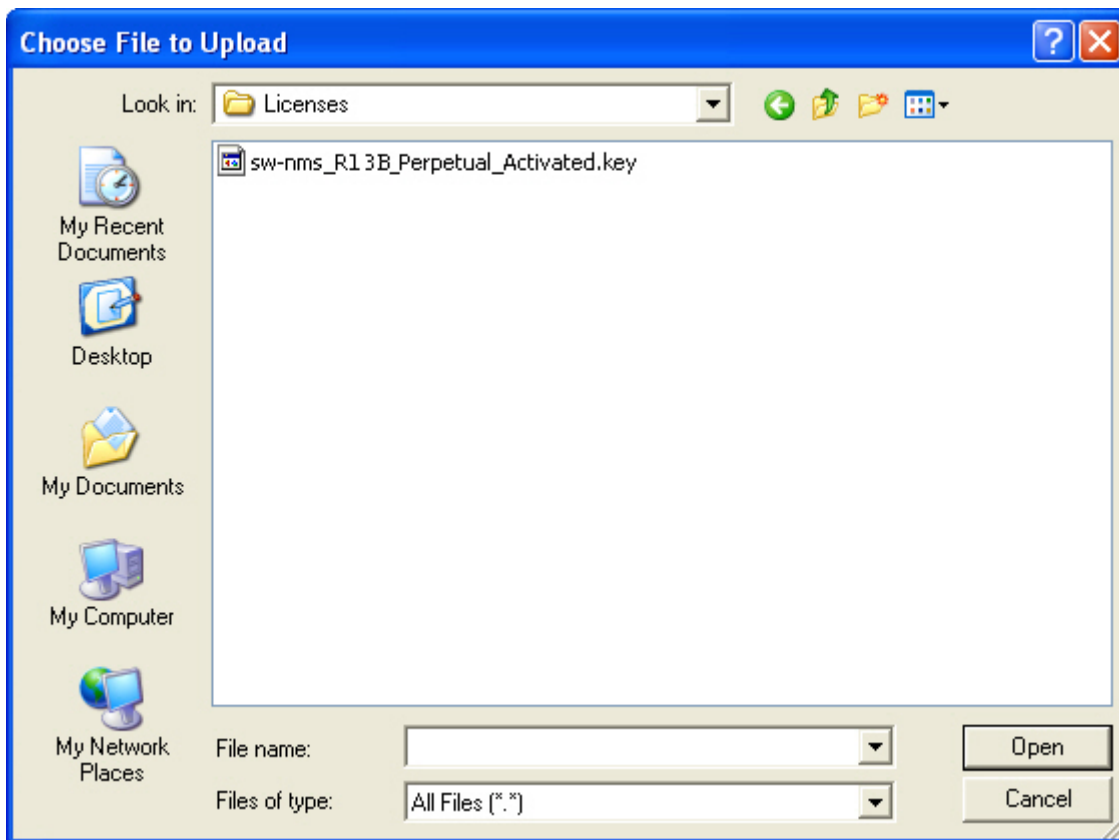 Choose File to Upload
Look in:
Licenses
sw-nms_R13B_Perpetual_Activated.key
My Recent
Documents
Desktop
My Documents
My Computer
My Network
Places
File name:
Open
Files of type:
All Files (*.*)
Cancel